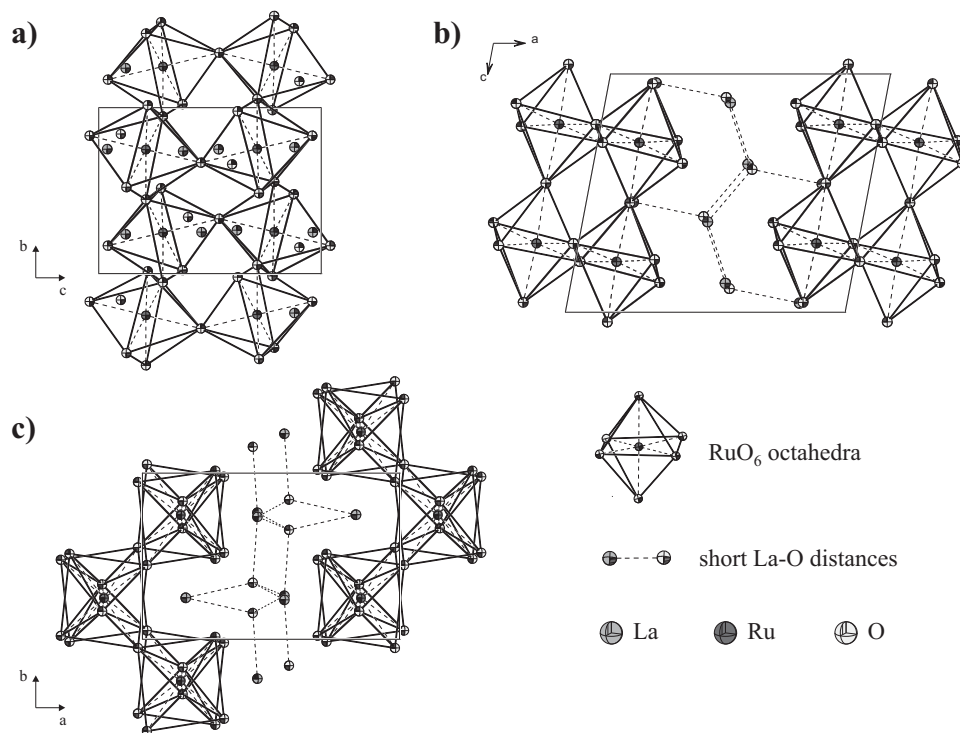 a)
b
c
b)
a
c
c)
b
a
RuO₆ octahedra
short La-O distances
La Ru O